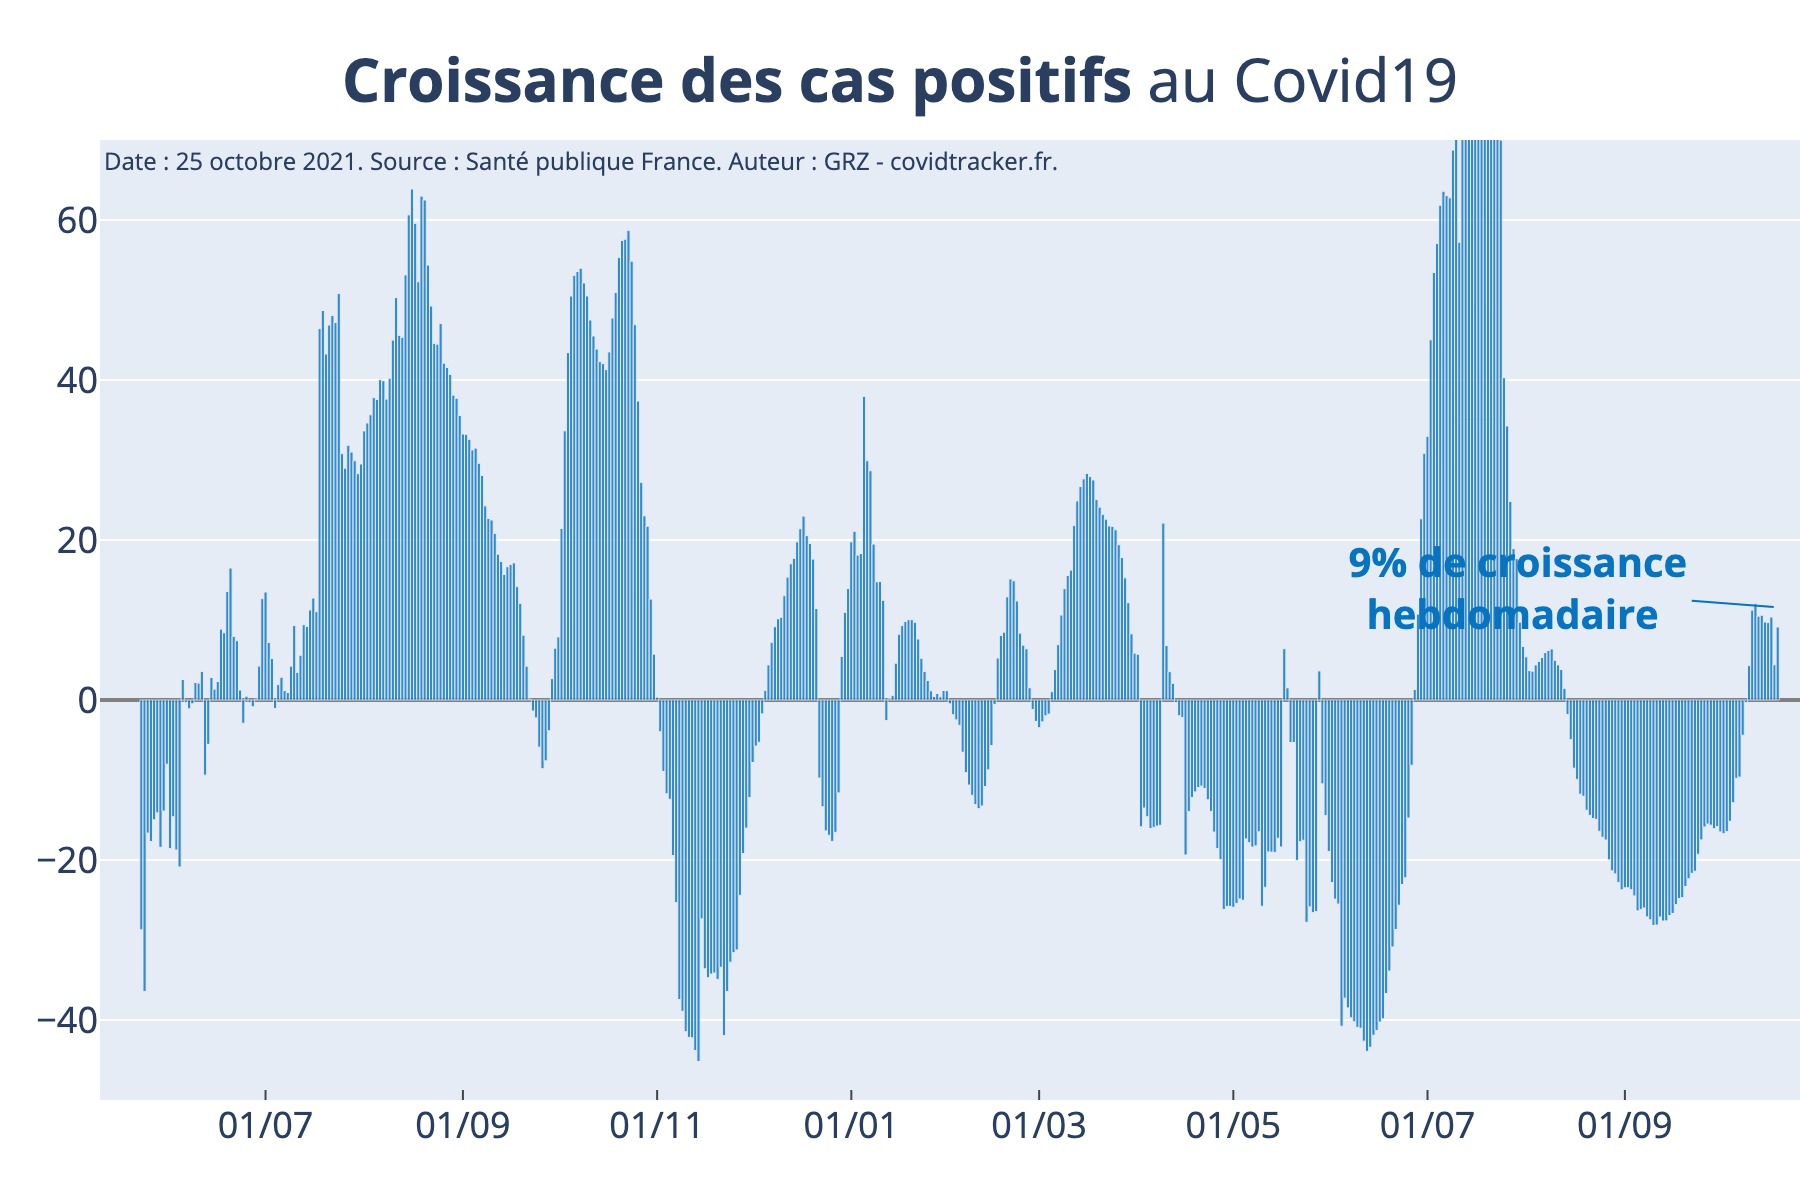 Croissance des cas positifs au Covid19
Date : 25 octobre 2021. Source : Santé publique France. Auteur : GRZ - covidtracker.fr.
60
40
20
9% de croissance
hebdomadaire
0
−20
−40
01/07 01/09 01/11 01/01 01/03 01/05 01/07 01/09